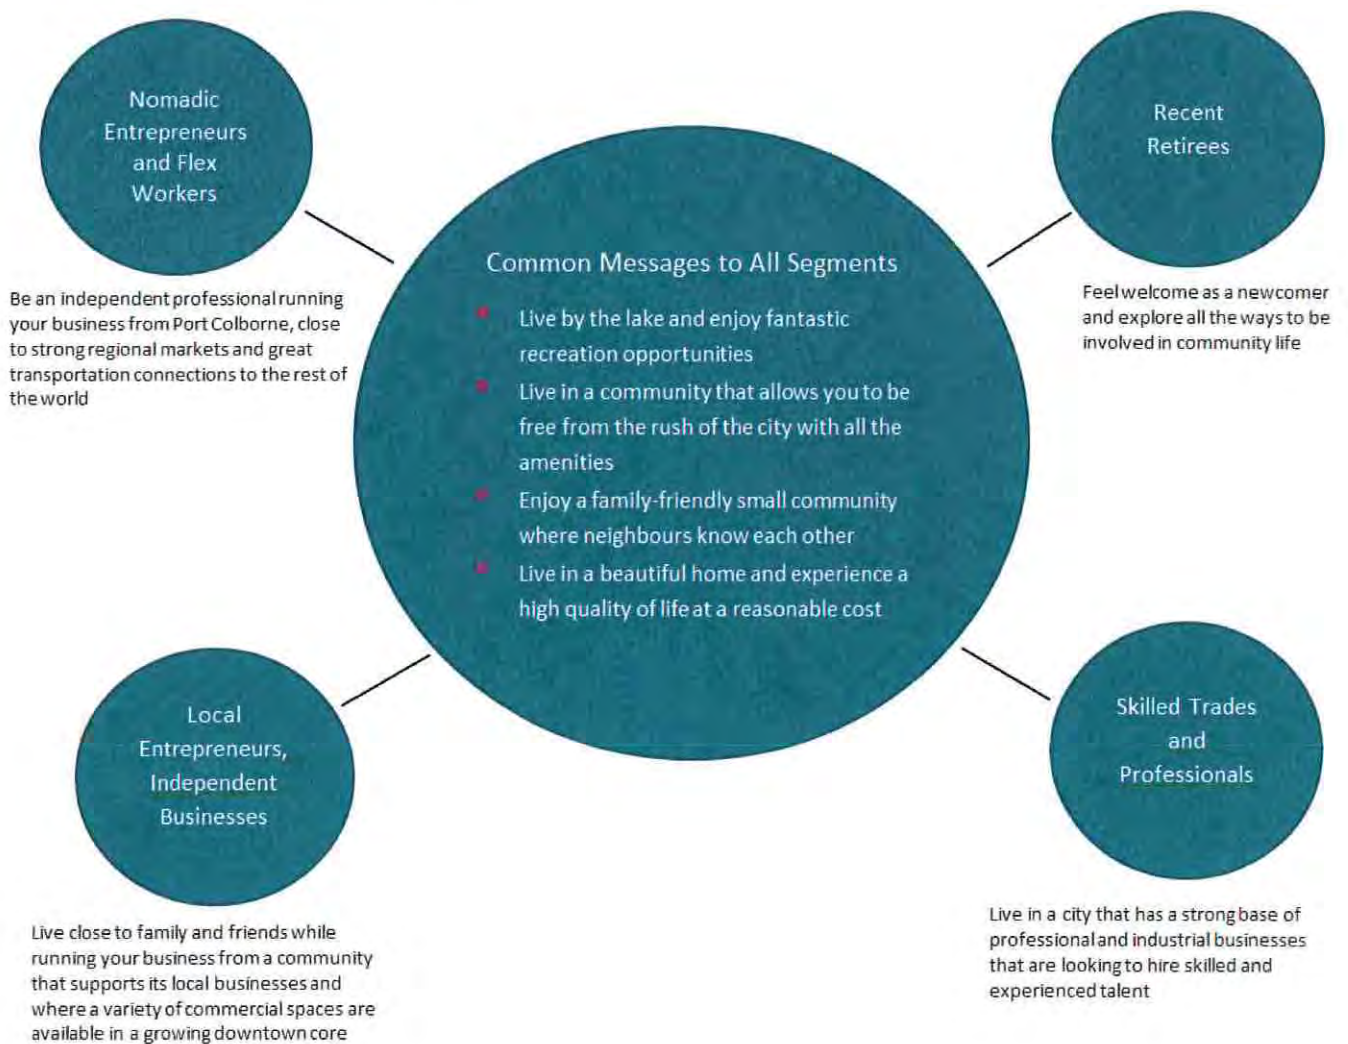 Nomadic
Entrepreneurs
and Flex
Workers
Recent
Retirees
Be an independent professional running
your business from Port Colborne, close
to strong regional markets and great
transportation connections to the rest of
the world
Common Messages to All Segments
Live by the lake and enjoy fantastic
recreation opportunities
Live in a community that allows you to be
free from the rush of the city with all the
amenities
Enjoy a family-friendly small community
where neighbours know each other
Live in a beautiful home and experience a
high quality of life at a reasonable cost
Feel welcome as a newcomer
and explore all the ways to be
involved in community life
Local
Entrepreneurs,
Independent
Businesses
Skilled Trades
and
Professionals
Live close to family and friends while
running your business from a community
that supports its local businesses and
where a variety of commercial spaces are
available in a growing downtown core
Live in a city that has a strong base of
professional and industrial businesses
that are looking to hire skilled and
experienced talent